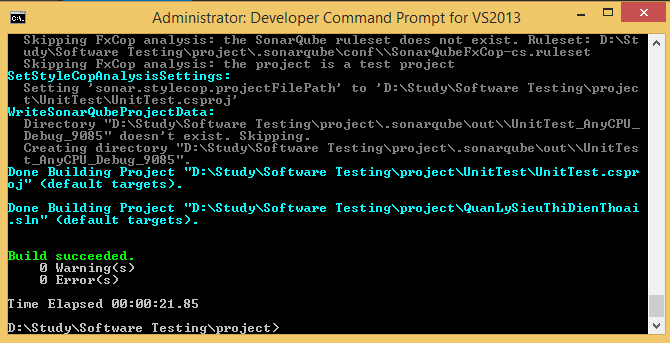 Administrator: Developer Command Prompt for VS2013
C:\.
Skipping FxCop analysis: the SonarQube ruleset does not exist. Ruleset: D:\St
udy\Software Testing\project\.sonarqube\conf\\SonarQubeFxCop-cs.ruleset
Skipping FxCop analysis: the project is a test project
SetStyleCopAnalysisSettings:
Setting 'sonar.stylecop.projectFilePath' to 'D:\Study\Software Testing\projec
t\UnitTest\UnitTest.csproj'
WriteSonarQubeProjectData:
Directory "D:\Study\Software Testing\project\.sonarqube\out\\UnitTest_AnyCPU_
Debug_9085" doesn't exist. Skipping.
Creating directory "D:\Study\Software Testing\project\.sonarqube\out\\UnitTes
t_AnyCPU_Debug_9085".
Done Building Project "D:\Study\Software Testing\project\UnitTest\UnitTest.cspr
oj" (default targets).
Done Building Project "D:\Study\Software Testing\project\QuanLySieuThiDienThoai
.sln" (default targets).
Build succeeded.
0 Warning(s)
0 Error(s)
Time Elapsed 00:00:21.85
D:\Study\Software Testing\project>